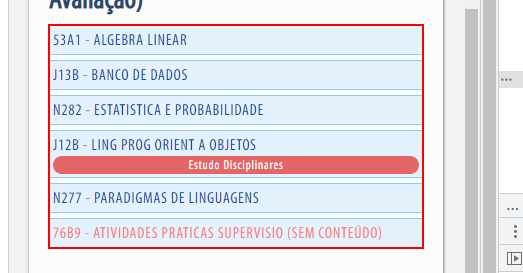 Avaliação)
53A1 - ALGEBRA LINEAR
J13B - BANCO DE DADOS
N282 - ESTATISTICA E PROBABILIDADE
J12B - LING PROG ORIENT A OBJETOS
Estudo Disciplinares
N277 - PARADIGMAS DE LINGUAGENS
76B9 - ATIVIDADES PRATICAS SUPERVISIO (SEM CONTEÚDO)